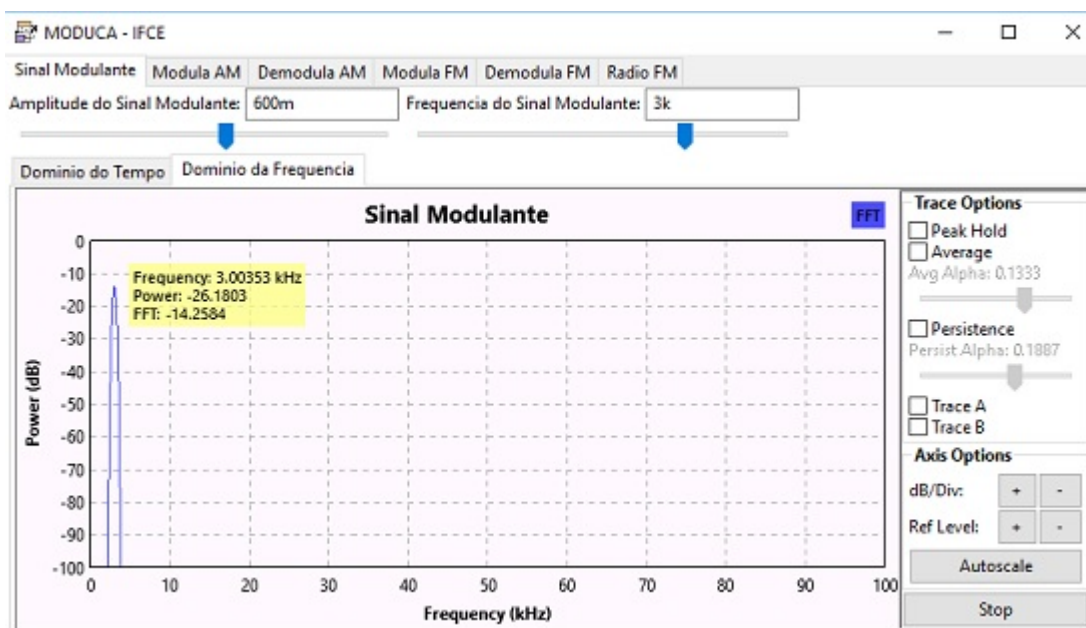 MODUCA - IFCE
Sinal Modulante Modula AM Demodula AM Modula FM Demodula FM Radio FM
Amplitude do Sinal Modulante: 600m Frequencia do Sinal Modulante: 3k
Dominio do Tempo Dominio da Frequencia
Sinal Modulante
FFT
Power (dB)
0
-10
-20
-30
-40
-50
-60
-70
-80
-90
-100
Frequency: 3.00353 kHz
Power: -26.1803
FFT: -14.2584
0 10 20 30 40 50 60 70 80 90 100
Frequency (kHz)
Trace Options
Peak Hold
Average
Avg Alpha: 0.1333
Persistence
Persist Alpha: 0.1887
Trace A
Trace B
Axis Options
dB/Div: + -
Ref Level: + -
Autoscale
Stop